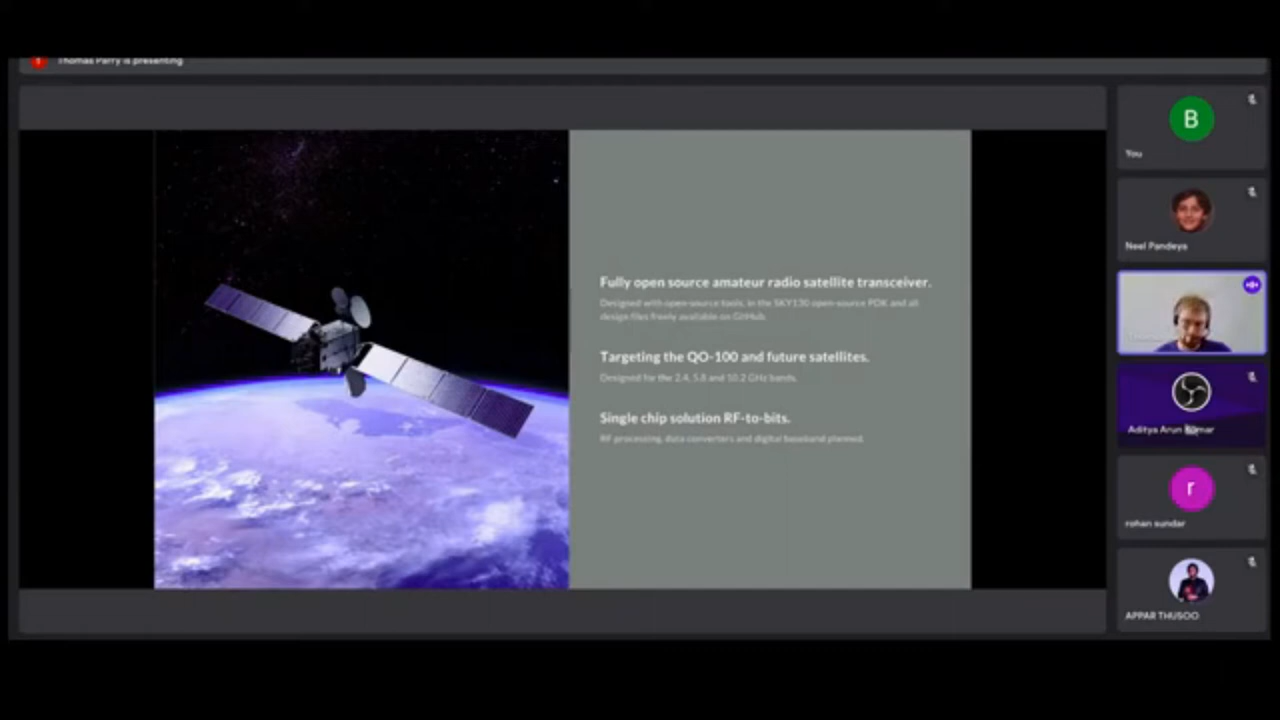 Thomas Parry is presenting
Fully open source amateur radio satellite transceiver.
Designed with open-source tools, in the SKY130 open-source PDK and all
design files freely available on GitHub.
Targeting the QO-100 and future satellites.
Designed for the 2.4, 5.8 and 10.2 GHz bands.
Single chip solution RF-to-bits.
RF processing, data converters and digital baseband planned.
B
You
Neel Pandeya
Aditya Arun Kumar
r
rohan sundar
APPAR THUSOO